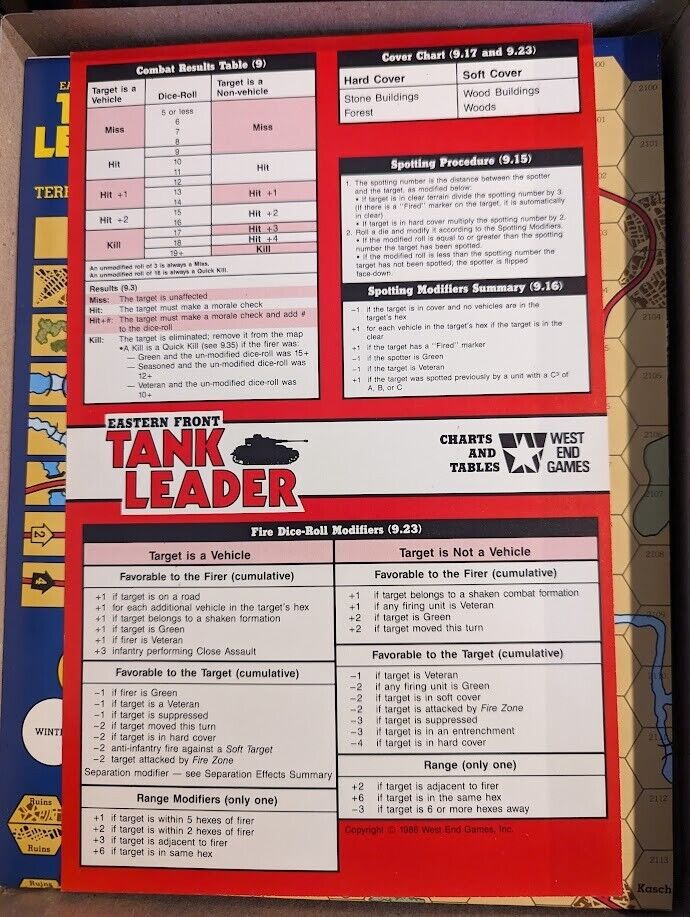 Combat Results Table (9)
Target is a Vehicle
Dice-Roll
Target is a Non-vehicle
Miss
5 or less
6
7
8
Miss
Hit
9
10
11
12
Hit
Hit +1
13
14
Hit +1
Hit +2
15
16
Hit +2
Kill
17
18
19+
Hit +3
Hit +4
Kill
An unmodified roll of 3 is always a Miss.
An unmodified roll of 18 is always a Quick Kill.
Results (9.3)
Miss: The target is unaffected
Hit: The target must make a morale check
Hit+#: The target must make a morale check and add #
to the dice-roll
Kill: The target is eliminated; remove it from the map
•A Kill is a Quick Kill (see 9.35) if the firer was:
— Green and the un-modified dice-roll was 15+
— Seasoned and the unmodified dice-roll was
12+
— Veteran and the unmodified dice-roll was
10+
Cover Chart (9.17 and 9.23)
Hard Cover
Soft Cover
Stone Buildings
Wood Buildings
Forest
Woods
Spotting Procedure (9.15)
1. The spotting number is the distance between the spotter
and the target, as modified below:
• If target is in clear terrain divide the spotting number by 3.
(If there is a "Fired" marker on the target, it is automatically
in clear)
• If target is in hard cover multiply the spotting number by 2.
2. Roll a die and modify it according to the Spotting Modifiers.
• If the modified roll is equal to or greater than the spotting
number the target has been spotted.
• If the modified roll is less than the spotting number the
target has not been spotted; the spotter is flipped
face-down.
Spotting Modifiers Summary (9.16)
−1 if the target is in cover and no vehicles are in the
target's hex
+1 for each vehicle in the target's hex if the target is in the
clear
+1 if the target has a "Fired" marker
−1 if the spotter is Green
−1 if the target is Veteran
+1 if the target was spotted previously by a unit with a C³ of
A, B, or C
EASTERN FRONT
TANK
LEADER
CHARTS
AND
TABLES
WEST
END
GAMES
Fire Dice-Roll Modifiers (9.23)
Target is a Vehicle
Favorable to the Firer (cumulative)
+1 if target is on a road
+1 for each additional vehicle in the target's hex
+1 if target belongs to a shaken formation
+1 if target is Green
+1 if firer is Veteran
+3 infantry performing Close Assault
Favorable to the Target (cumulative)
−1 if firer is Green
−1 if target is a Veteran
−1 if target is suppressed
−2 if target moved this turn
−2 if target is in hard cover
−2 anti-infantry fire against a Soft Target
−2 target attacked by Fire Zone
Separation modifier — see Separation Effects Summary
Range Modifiers (only one)
+1 if target is within 5 hexes of firer
+2 if target is within 2 hexes of firer
+3 if target is adjacent to firer
+6 if target is in same hex
Target is Not a Vehicle
Favorable to the Firer (cumulative)
+1 if target belongs to a shaken combat formation
+1 if any firing unit is Veteran
+2 if target is Green
+2 if target moved this turn
Favorable to the Target (cumulative)
−1 if target is Veteran
−2 if any firing unit is Green
−2 if target is in soft cover
−2 if target is attacked by Fire Zone
−3 if target is suppressed
−3 if target is in an entrenchment
−4 if target is in hard cover
Range (only one)
+2 if target is adjacent to firer
+6 if target is in the same hex
−3 if target is 6 or more hexes away
Copyright © 1986 West End Games, Inc.
LE
TER
2
4
WINT
Ruins
Ruins
Ruins
2100
2101
2105
2106
2107
2108
2109
2112
2113
Kasch